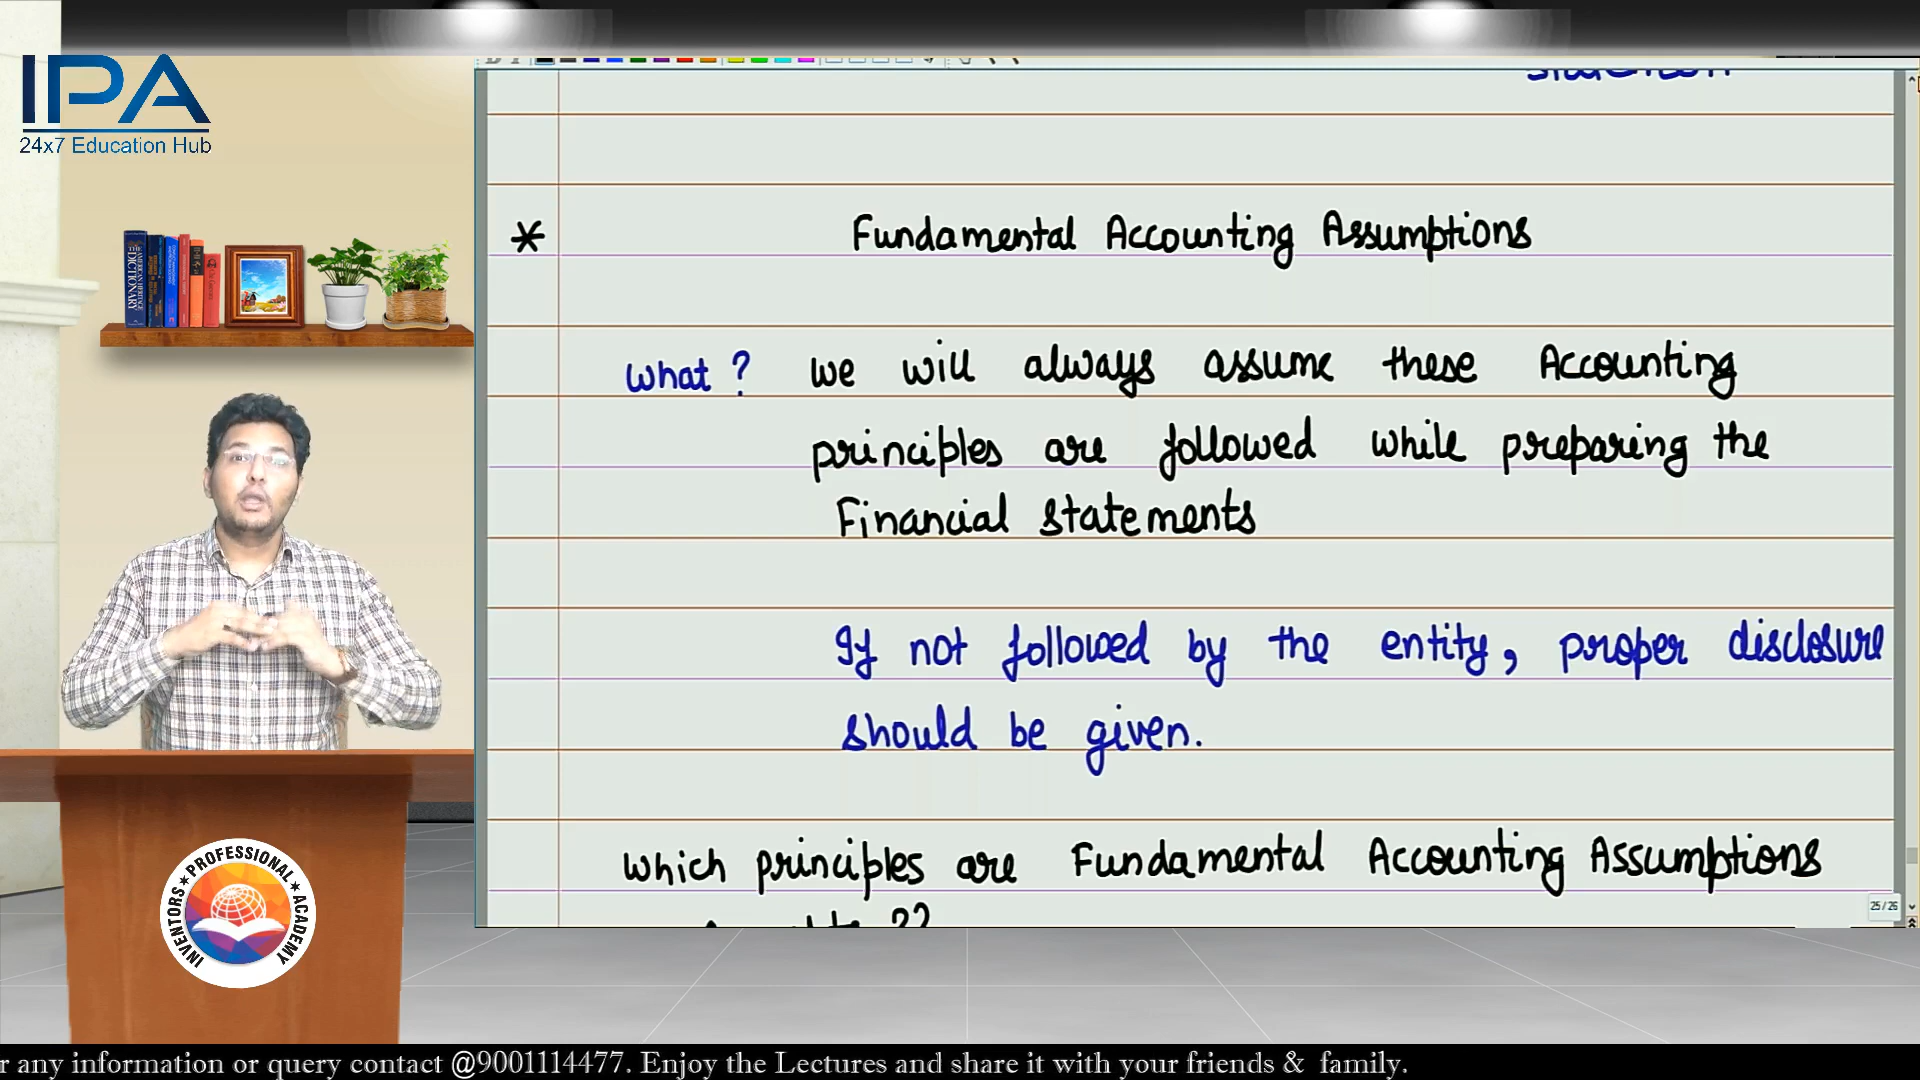 IPA
24x7 Education Hub
* Fundamental Accounting Assumptions
What? We will always assume these Accounting
principles are followed while preparing the
Financial Statements
If not followed by the entity, proper disclosure
should be given.
Which principles are Fundamental Accounting Assumptions
??
25/26
THE
DICTIONARY
INVENTORS ★ PROFESSIONAL ★ ACADEMY
r any information or query contact @9001114477. Enjoy the Lectures and share it with your friends & family.